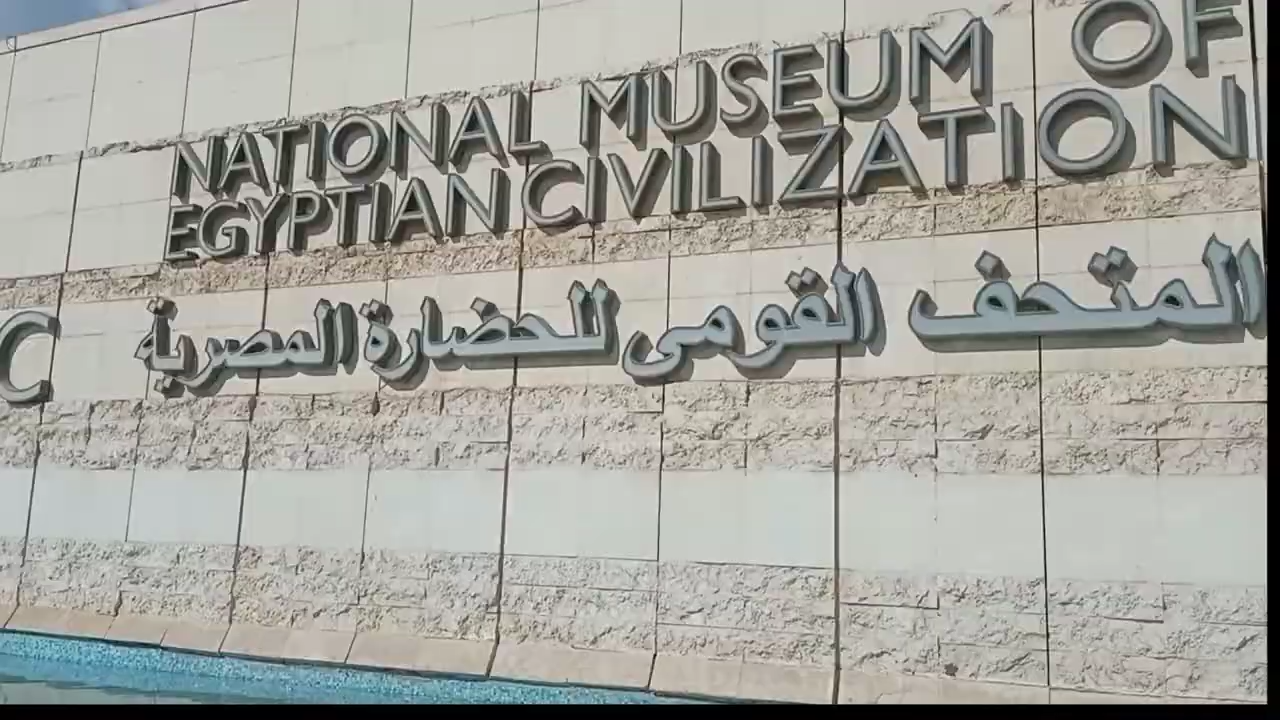 NATIONAL MUSEUM OF
EGYPTIAN CIVILIZATION
المتحف القومى للحضارة المصرية
C